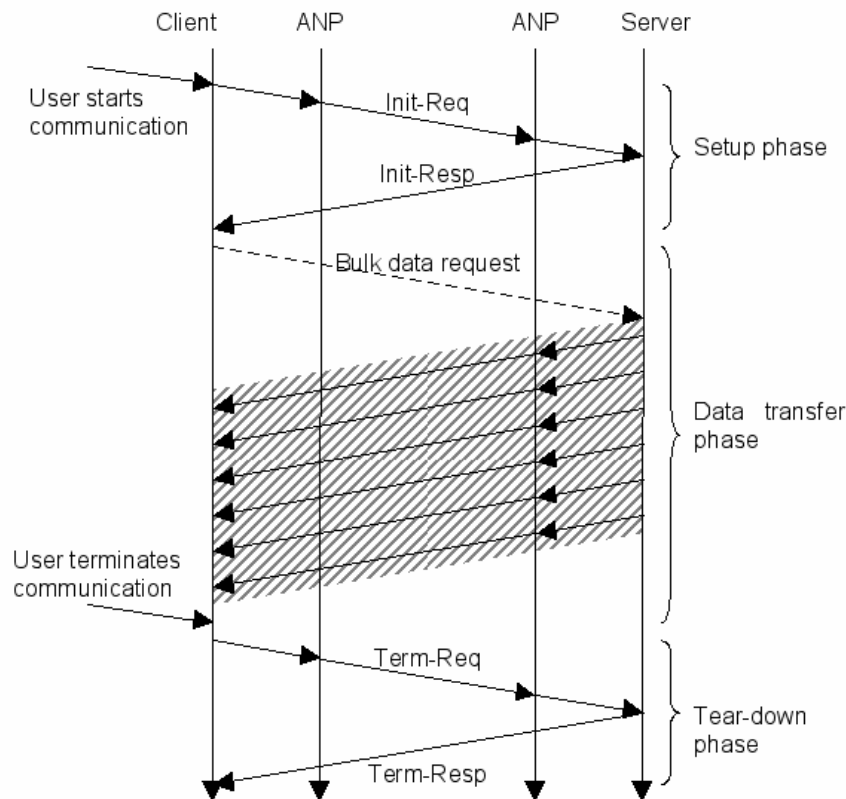 Client
ANP
ANP
Server
User starts
communication
Init-Req
Setup phase
Init-Resp
Bulk data request
Data transfer
phase
User terminates
communication
Term-Req
Tear-down
phase
Term-Resp